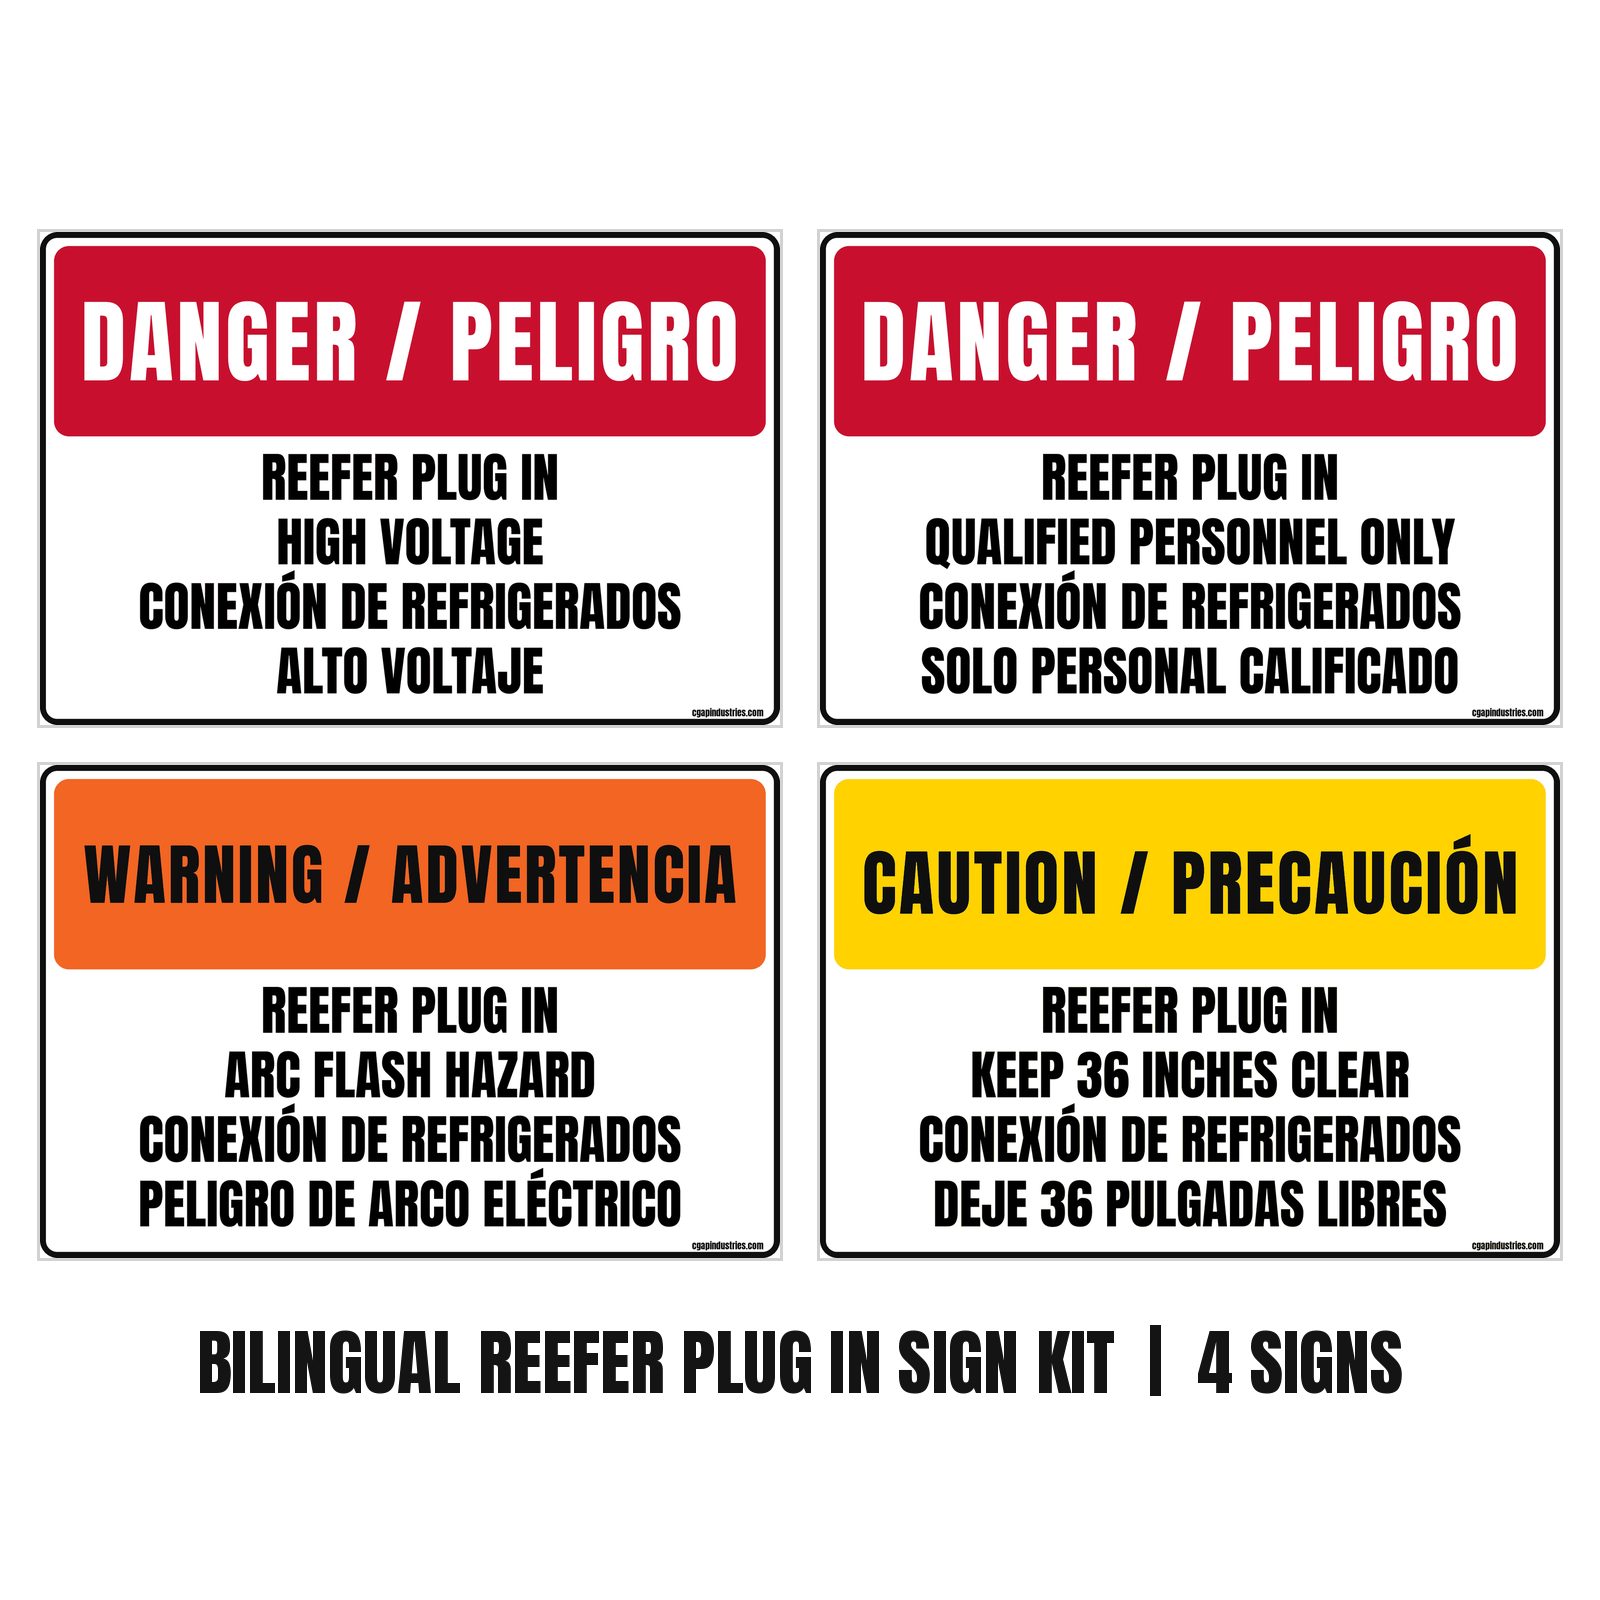 DANGER / PELIGRO
REEFER PLUG IN
HIGH VOLTAGE
CONEXIÓN DE REFRIGERADOS
ALTO VOLTAJE
cgapindustries.com
DANGER / PELIGRO
REEFER PLUG IN
QUALIFIED PERSONNEL ONLY
CONEXIÓN DE REFRIGERADOS
SOLO PERSONAL CALIFICADO
cgapindustries.com
WARNING / ADVERTENCIA
REEFER PLUG IN
ARC FLASH HAZARD
CONEXIÓN DE REFRIGERADOS
PELIGRO DE ARCO ELÉCTRICO
cgapindustries.com
CAUTION / PRECAUCIÓN
REEFER PLUG IN
KEEP 36 INCHES CLEAR
CONEXIÓN DE REFRIGERADOS
DEJE 36 PULGADAS LIBRES
cgapindustries.com
BILINGUAL REEFER PLUG IN SIGN KIT | 4 SIGNS